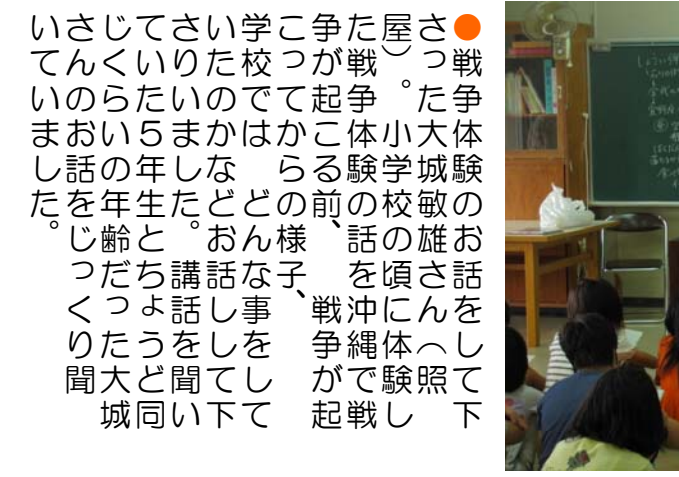 ●戦争体験のお話をして下
さった大城敏雄さん（照
屋）。小学校の頃に体験し
た戦争体験の話を沖縄で戦
争が起こる前、 戦争が起
こってからの様子、
学校では どんな事をして
いたのかなどお話しして下
さりいました。講話を聞い
ていた５年生とちょうど同
じくらいの年齢だった大城
さんのお話をじっくり聞
いていました。